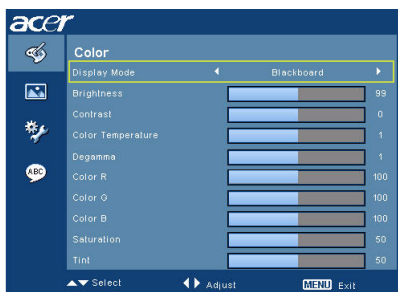 acer
Color
Display Mode Blackboard
Brightness 99
Contrast 0
Color Temperature 1
Degamma 1
Color R 100
Color G 100
Color B 100
ABC
Saturation 50
Tint 50
Select Adjust MENU Exit